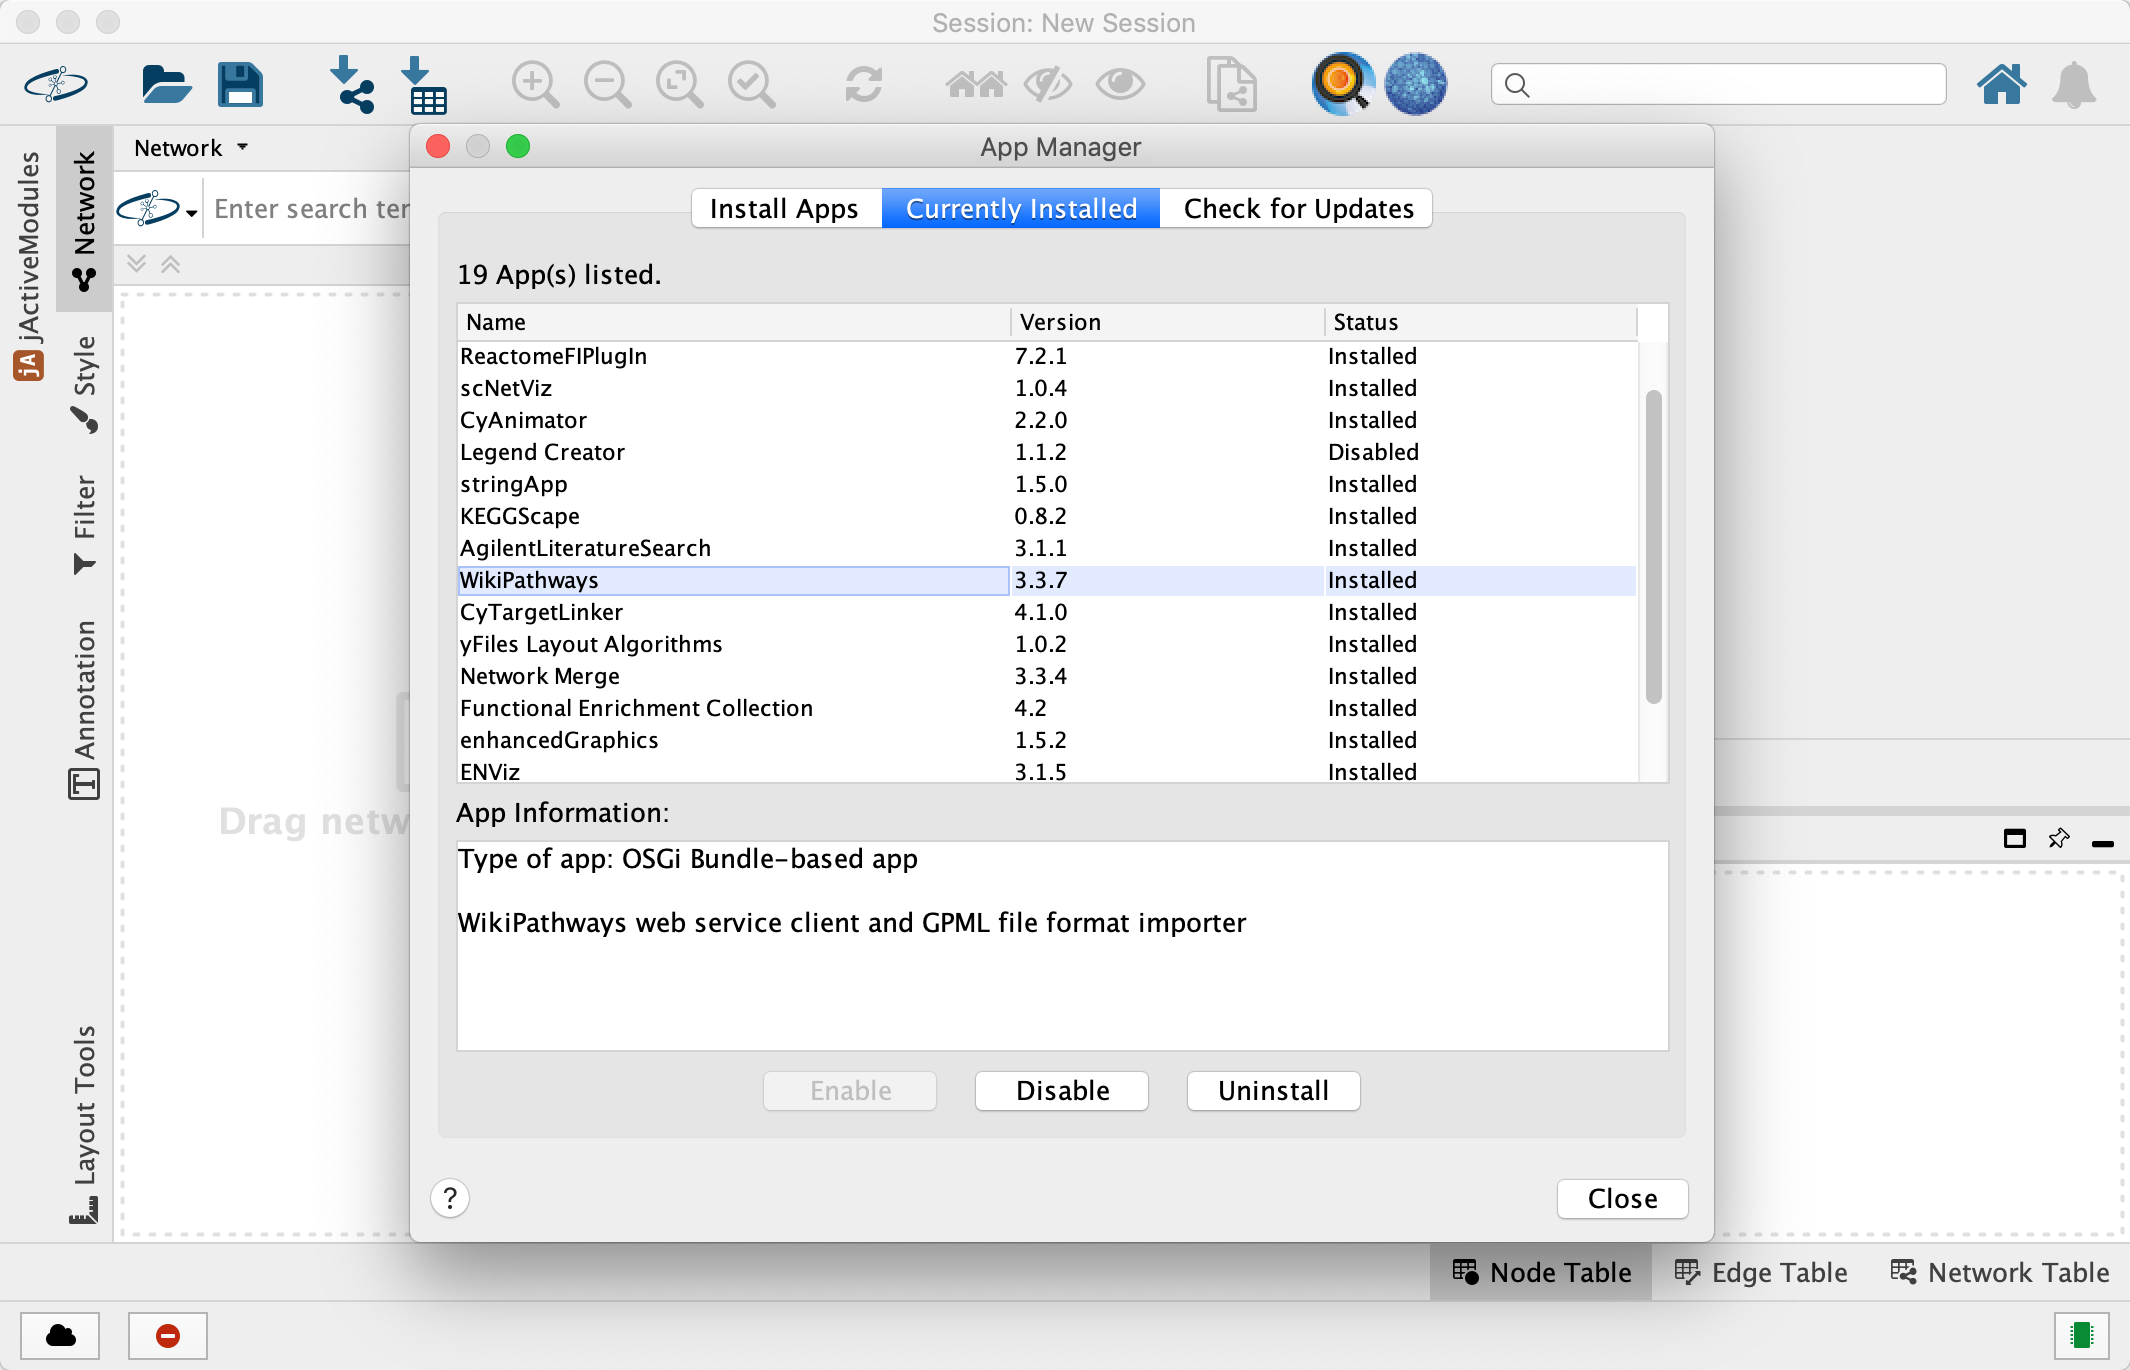 Session: New Session
jActiveModules
jA
Network
Style
Filter
Annotation
Layout Tools
Network
Enter search ter
Drag netw
App Manager
Install Apps
Currently Installed
Check for Updates
19 App(s) listed.
Name Version Status
ReactomeFIPlugIn 7.2.1 Installed
scNetViz 1.0.4 Installed
CyAnimator 2.2.0 Installed
Legend Creator 1.1.2 Disabled
stringApp 1.5.0 Installed
KEGGScape 0.8.2 Installed
AgilentLiteratureSearch 3.1.1 Installed
WikiPathways 3.3.7 Installed
CyTargetLinker 4.1.0 Installed
yFiles Layout Algorithms 1.0.2 Installed
Network Merge 3.3.4 Installed
Functional Enrichment Collection 4.2 Installed
enhancedGraphics 1.5.2 Installed
ENViz 3.1.5 Installed
App Information:
Type of app: OSGi Bundle-based app
WikiPathways web service client and GPML file format importer
Enable
Disable
Uninstall
?
Close
Node Table
Edge Table
Network Table